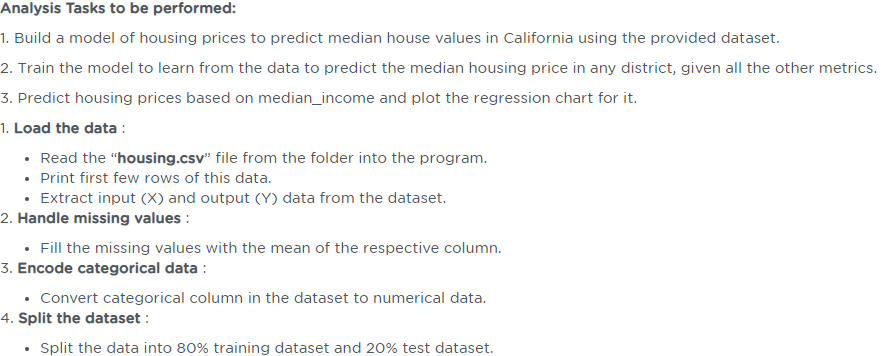 Analysis Tasks to be performed:
1. Build a model of housing prices to predict median house values in California using the provided dataset.
2. Train the model to learn from the data to predict the median housing price in any district, given all the other metrics.
3. Predict housing prices based on median_income and plot the regression chart for it.
1. Load the data :
• Read the “housing.csv” file from the folder into the program.
• Print first few rows of this data.
• Extract input (X) and output (Y) data from the dataset.
2. Handle missing values :
• Fill the missing values with the mean of the respective column.
3. Encode categorical data :
• Convert categorical column in the dataset to numerical data.
4. Split the dataset :
• Split the data into 80% training dataset and 20% test dataset.